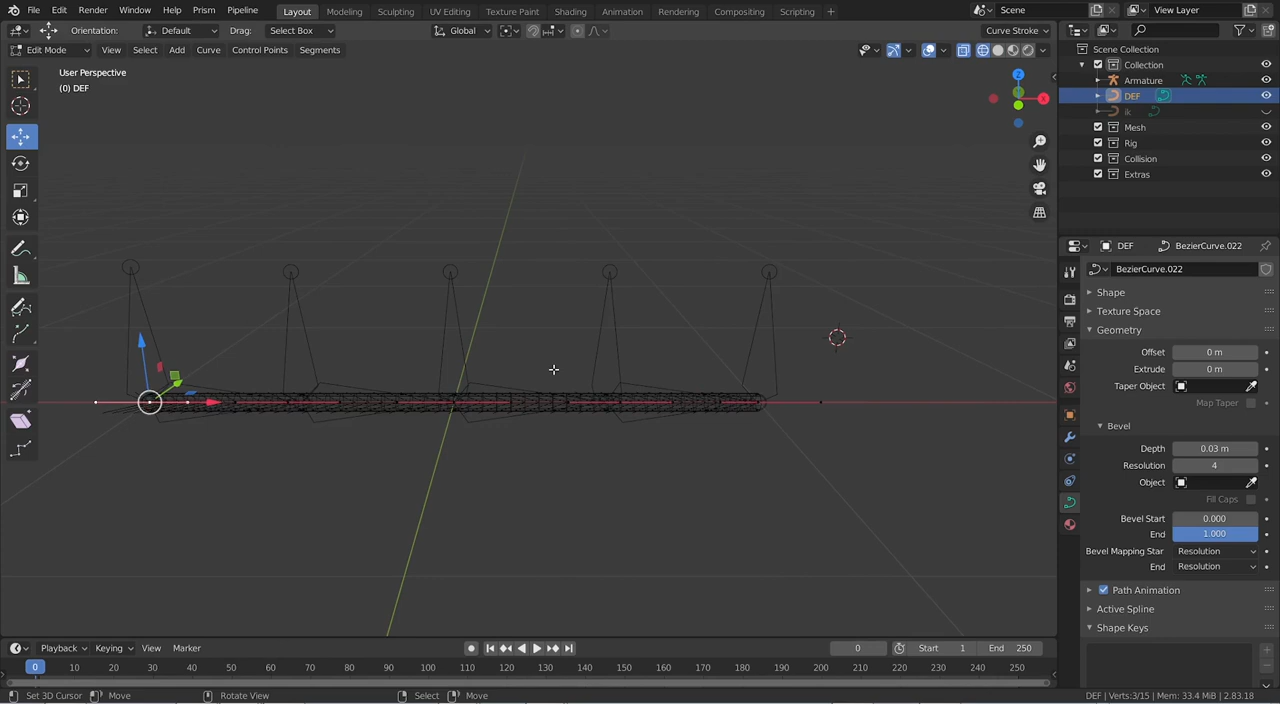 File Edit Render Window Help Prism Pipeline Layout Modeling Sculpting UV Editing Texture Paint Shading Animation Rendering Compositing Scripting + Scene View Layer
Orientation: Default Drag: Select Box Global Curve Stroke
Edit Mode View Select Add Curve Control Points Segments
User Perspective
(0) DEF
Z
X
Scene Collection
Collection
Armature
DEF
ik
Mesh
Rig
Collision
Extras
DEF BezierCurve.022
BezierCurve.022
Shape
Texture Space
Geometry
Offset 0 m
Extrude 0 m
Taper Object
Map Taper
Bevel
Depth 0.03 m
Resolution 4
Object
Fill Caps
Bevel Start 0.000
End 1.000
Bevel Mapping Star Resolution
End Resolution
Path Animation
Active Spline
Shape Keys
Playback Keying View Marker 0 Start 1 End 250
0 10 20 30 40 50 60 70 80 90 100 110 120 130 140 150 160 170 180 190 200 210 220 230 240 250
Set 3D Cursor Move Rotate View Select Move DEF | Verts:3/15 | Mem: 33.4 MiB | 2.83.18